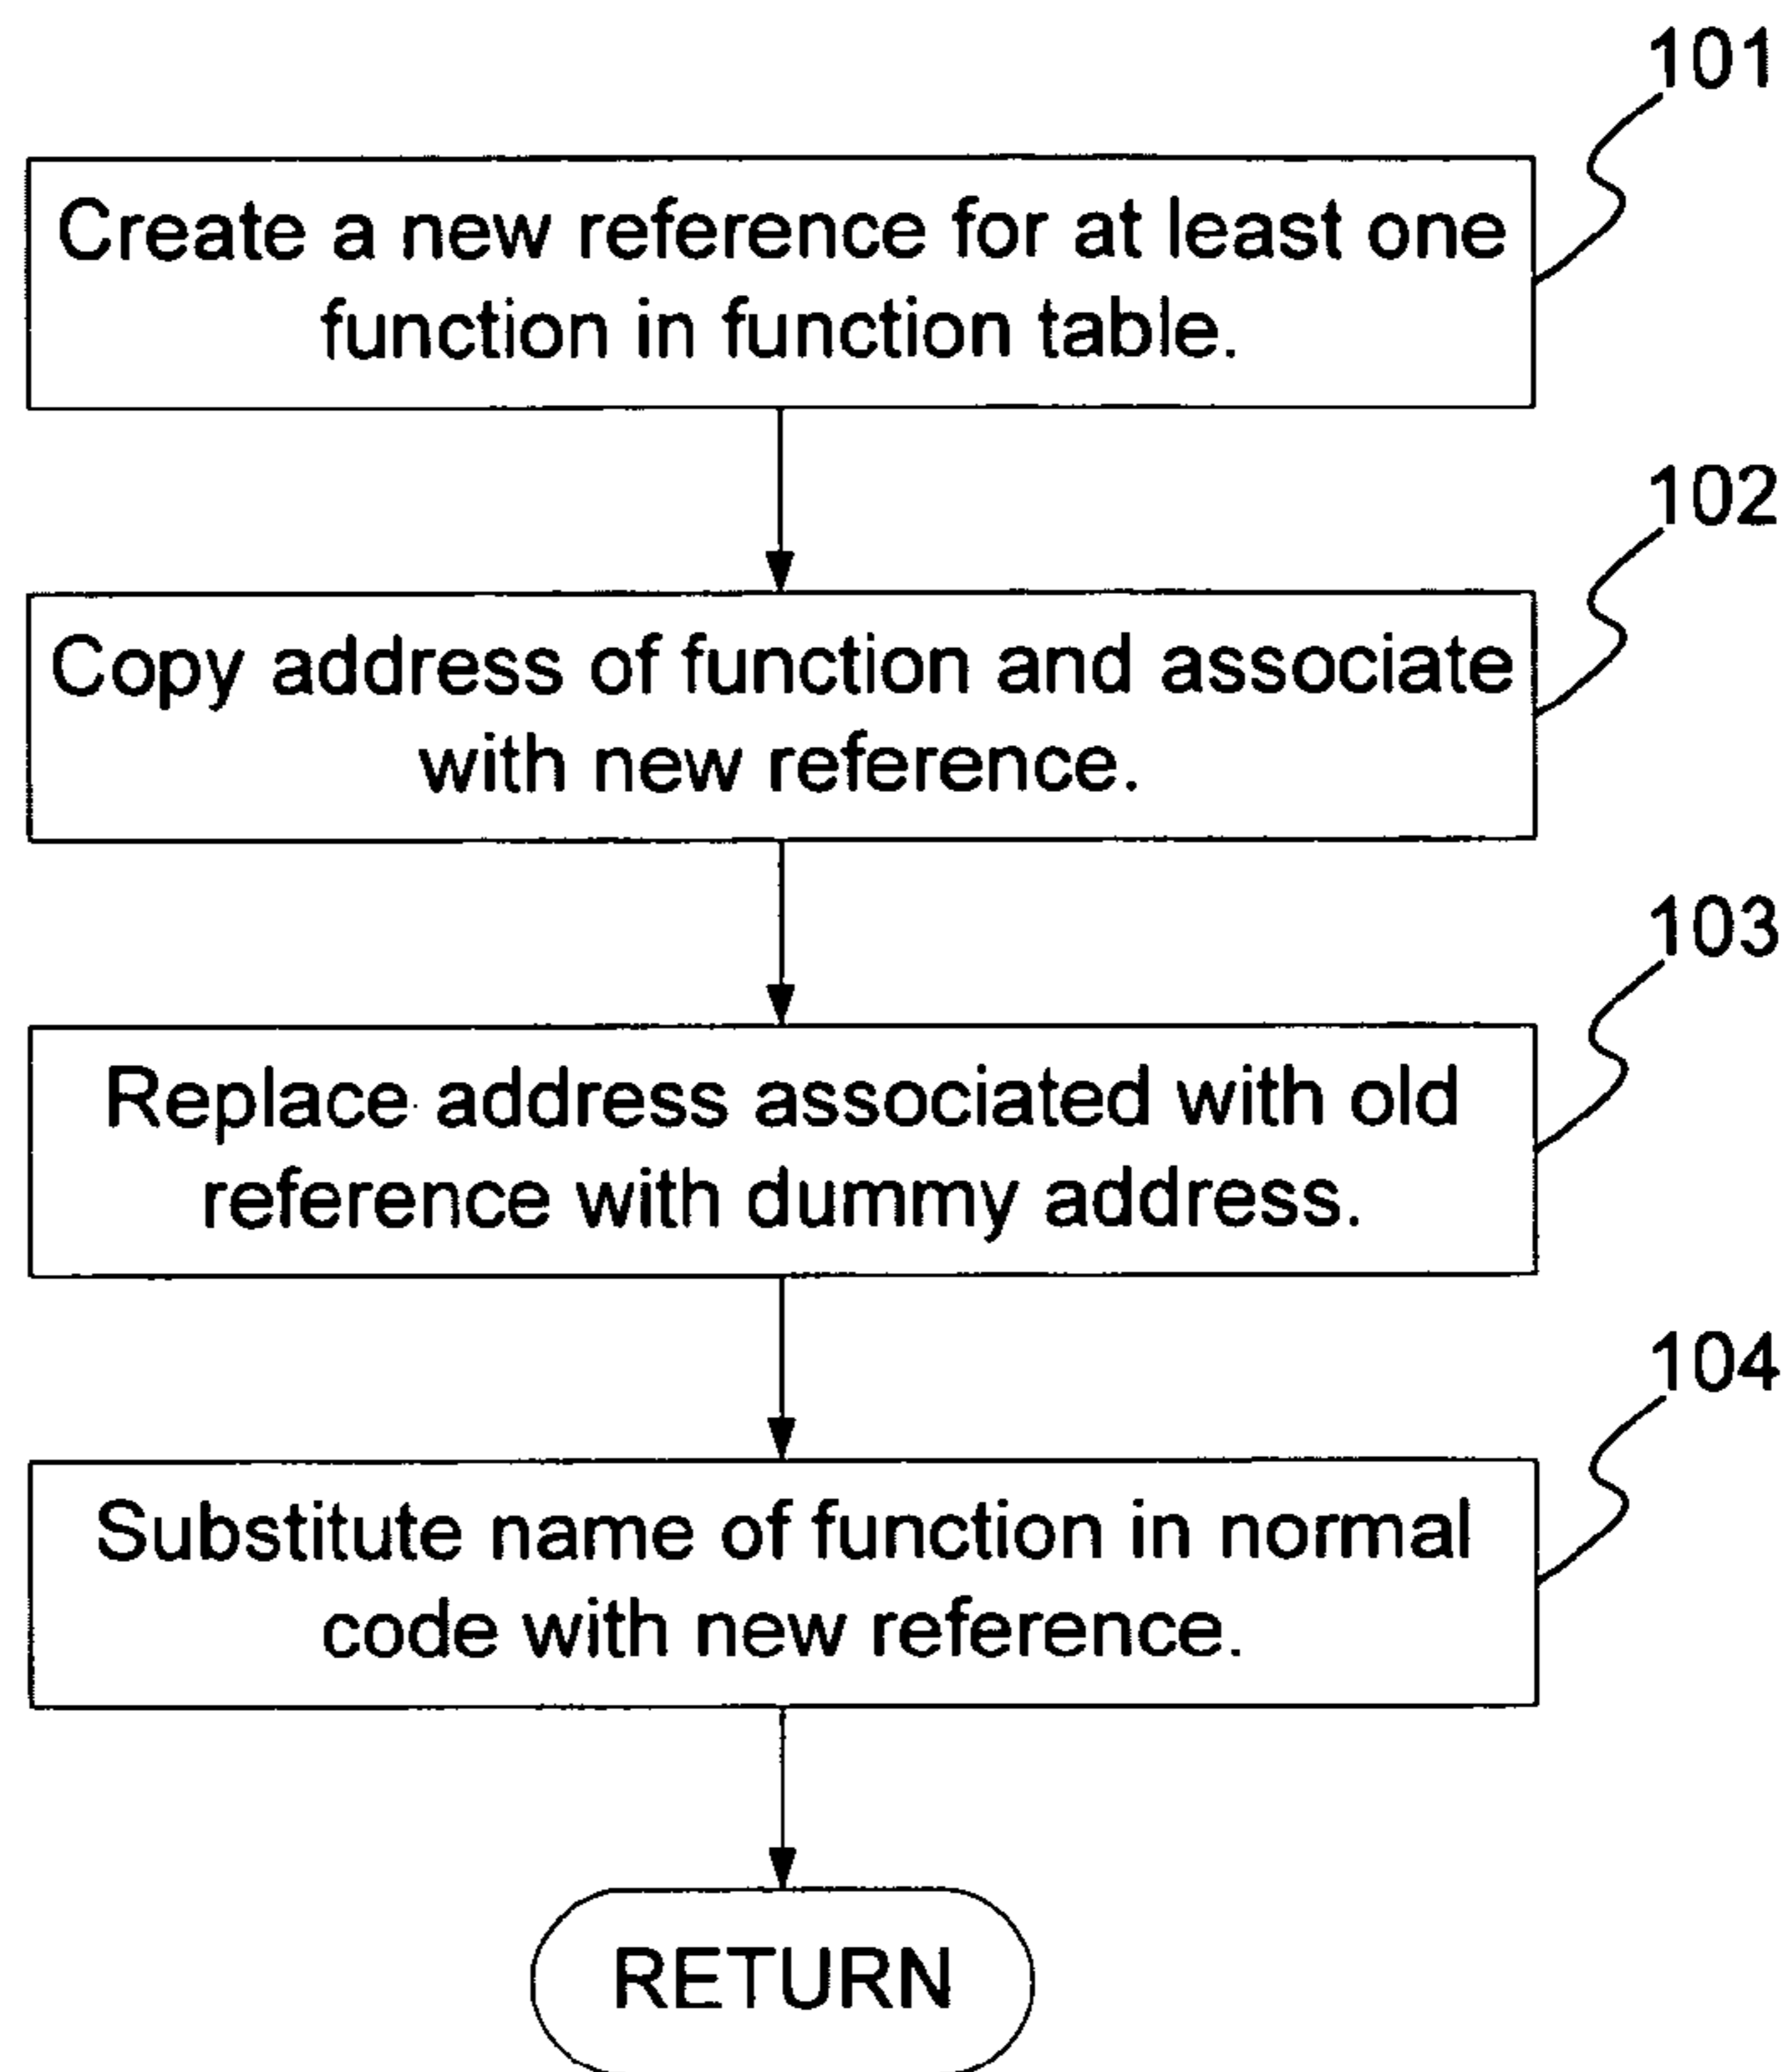 101
Create a new reference for at least one
function in function table.
102
Copy address of function and associate
with new reference.
103
Replace address associated with old
reference with dummy address.
104
Substitute name of function in normal
code with new reference.
RETURN